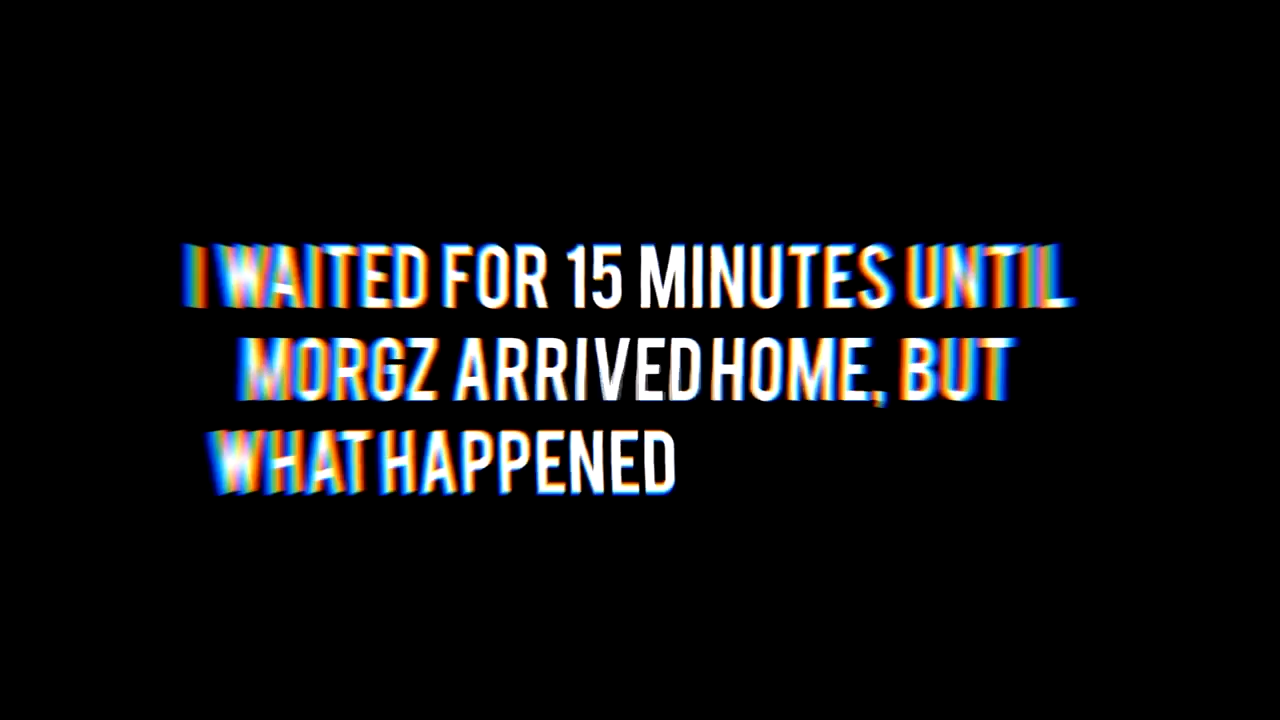 I WAITED FOR 15 MINUTES UNTIL
MORGZ ARRIVED HOME, BUT
WHAT HAPPENED